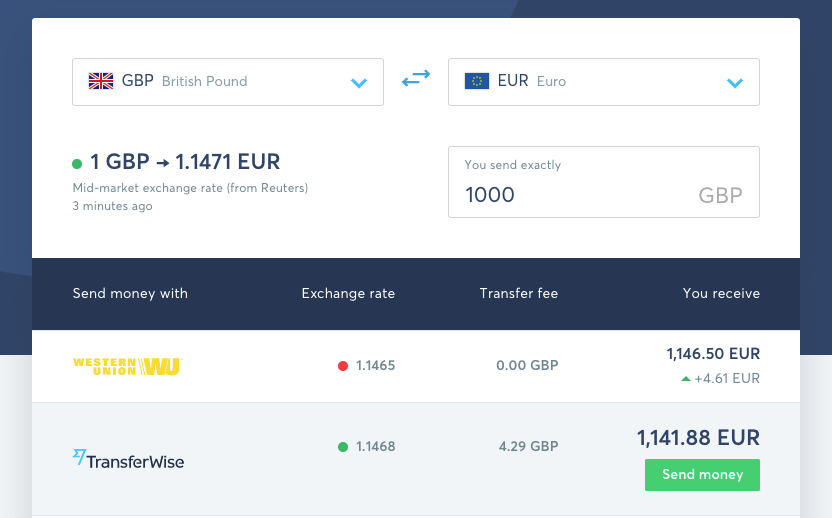 GBP British Pound
EUR Euro
1 GBP → 1.1471 EUR
Mid-market exchange rate (from Reuters)
3 minutes ago
You send exactly
1000 GBP
Send money with Exchange rate Transfer fee You receive
WESTERN
UNION WU
1.1465 0.00 GBP 1,146.50 EUR
+4.61 EUR
TransferWise 1.1468 4.29 GBP 1,141.88 EUR
Send money